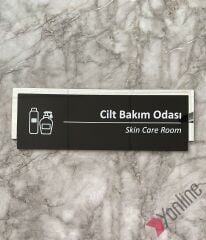 Cilt Bakım Odası
Skin Care Room
Yonline